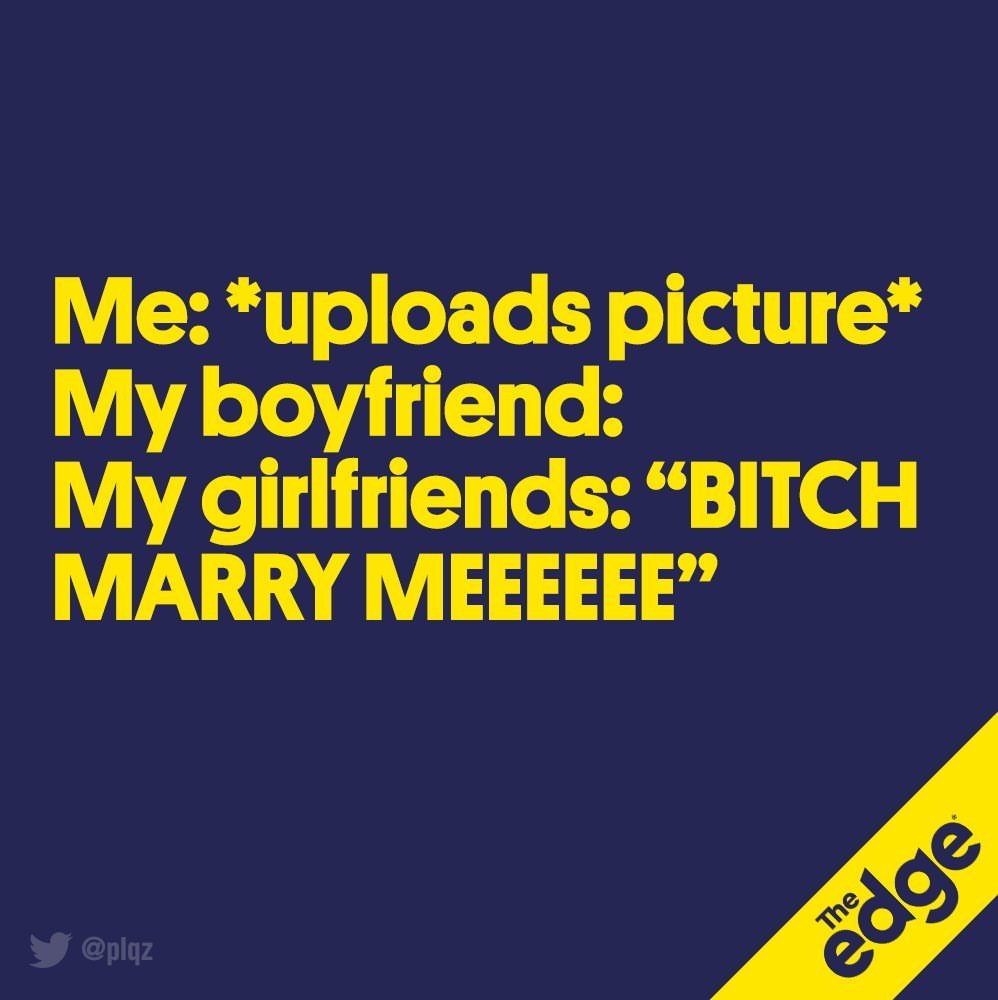 Me: *uploads picture*
My boyfriend:
My girlfriends: “BITCH
MARRY MEEEEEE”
The
edge
@plqz